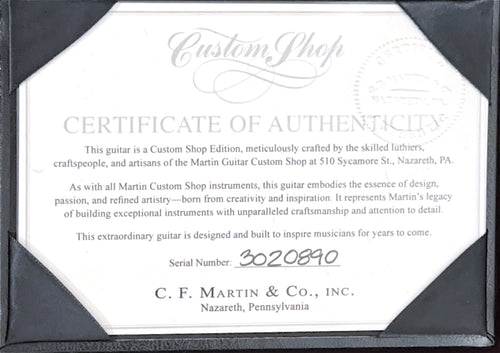 Custom Shop
CERTIFICATE OF AUTHENTICITY
This guitar is a Custom Shop Edition, meticulously crafted by the skilled luthiers,
craftspeople, and artisans of the Martin Guitar Custom Shop at 510 Sycamore St., Nazareth, PA.
As with all Martin Custom Shop instruments, this guitar embodies the essence of design,
passion, and refined artistry—born from creativity and inspiration. It represents Martin's legacy
of building exceptional instruments with unparalleled craftsmanship and attention to detail.
This extraordinary guitar is designed and built to inspire musicians for years to come.
Serial Number: 3020890
C. F. MARTIN & CO., INC.
Nazareth, Pennsylvania